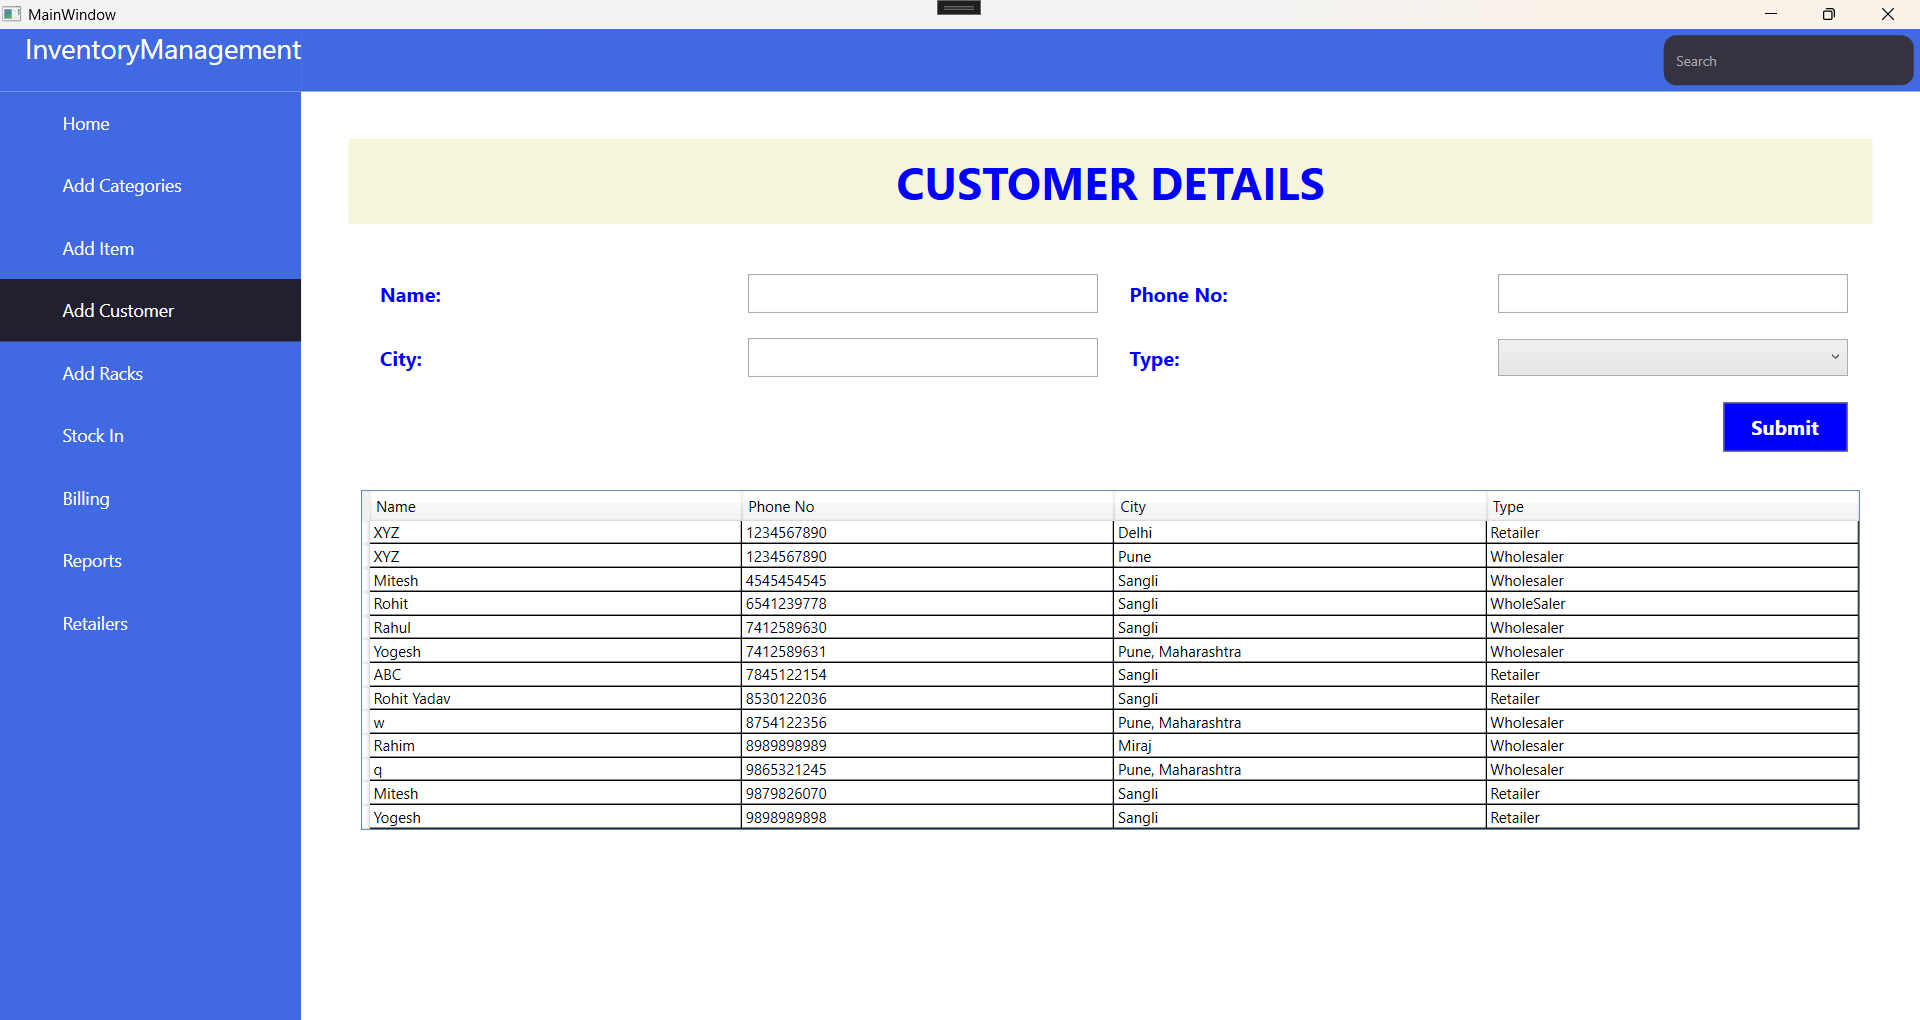 MainWindow
InventoryManagement
Search
Home
Add Categories
Add Item
Add Customer
Add Racks
Stock In
Billing
Reports
Retailers
CUSTOMER DETAILS
Name: Phone No:
City: Type:
Submit
Name Phone No City Type
XYZ 1234567890 Delhi Retailer
XYZ 1234567890 Pune Wholesaler
Mitesh 4545454545 Sangli Wholesaler
Rohit 6541239778 Sangli WholeSaler
Rahul 7412589630 Sangli Wholesaler
Yogesh 7412589631 Pune, Maharashtra Wholesaler
ABC 7845122154 Sangli Retailer
Rohit Yadav 8530122036 Sangli Retailer
w 8754122356 Pune, Maharashtra Wholesaler
Rahim 8989898989 Miraj Wholesaler
q 9865321245 Pune, Maharashtra Wholesaler
Mitesh 9879826070 Sangli Retailer
Yogesh 9898989898 Sangli Retailer